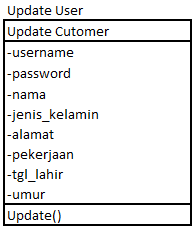 Update User
Update Cutomer
-username
-password
-nama
-jenis_kelamin
-alamat
-pekerjaan
-tgl_lahir
-umur
Update()